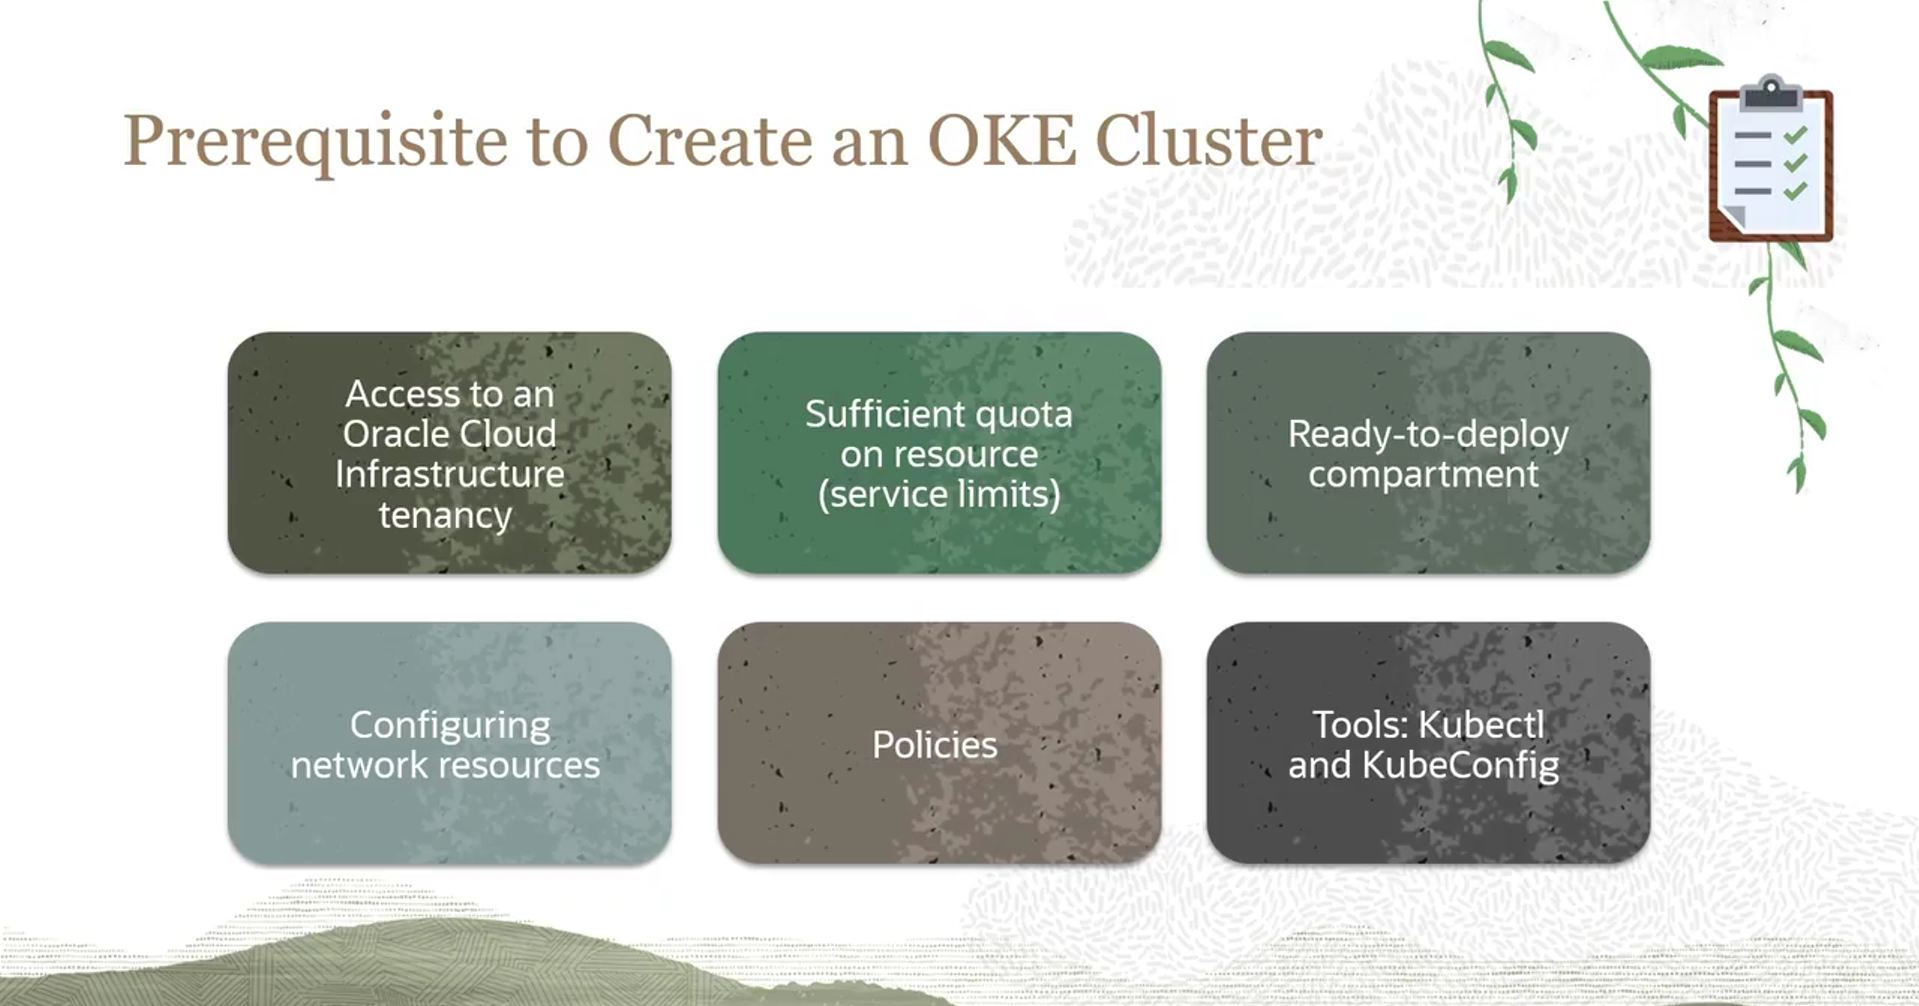 Prerequisite to Create an OKE Cluster
Access to an
Oracle Cloud
Infrastructure
tenancy
Sufficient quota
on resource
(service limits)
Ready-to-deploy
compartment
Configuring
network resources
Policies
Tools: Kubectl
and KubeConfig